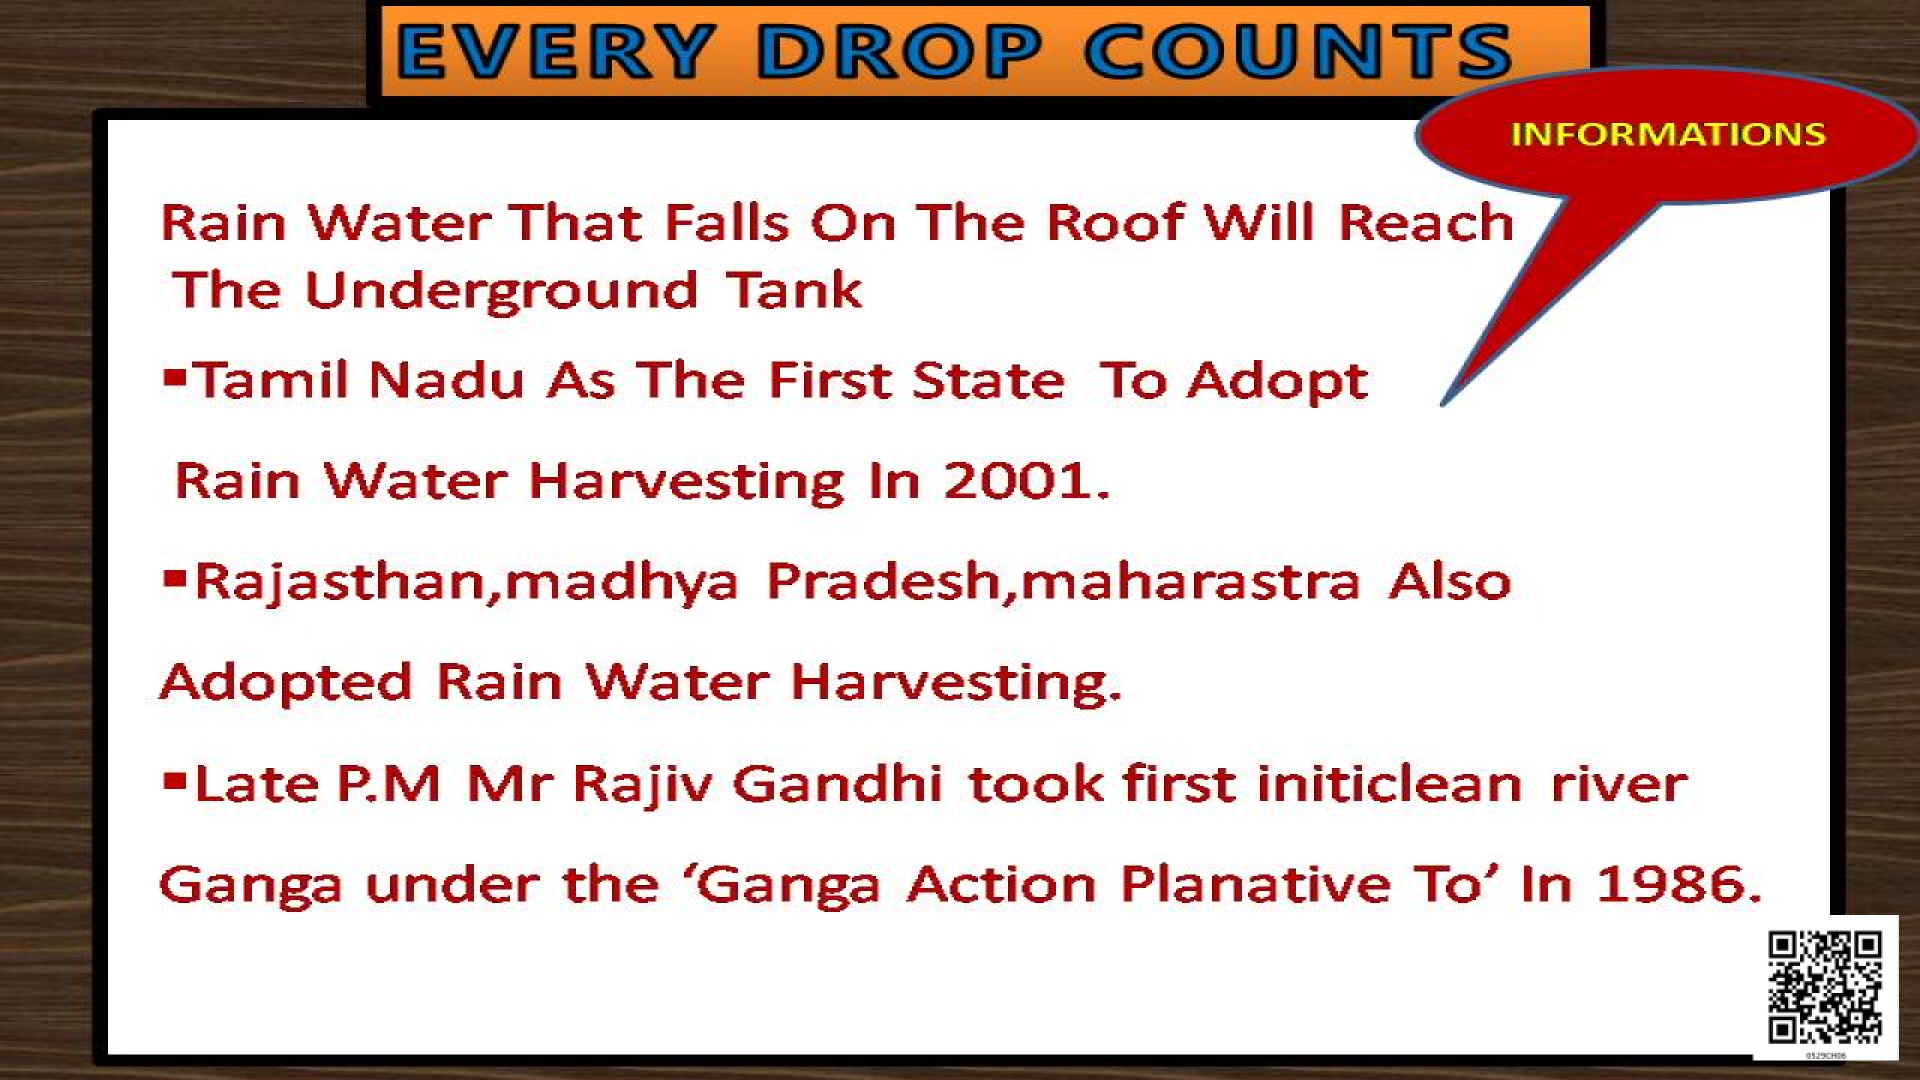 EVERY DROP COUNTS
INFORMATIONS
Rain Water That Falls On The Roof Will Reach
The Underground Tank
▪Tamil Nadu As The First State To Adopt
Rain Water Harvesting In 2001.
▪Rajasthan,madhya Pradesh,maharastra Also
Adopted Rain Water Harvesting.
▪Late P.M Mr Rajiv Gandhi took first initiclean river
Ganga under the ‘Ganga Action Planative To’ In 1986.
0529CH06